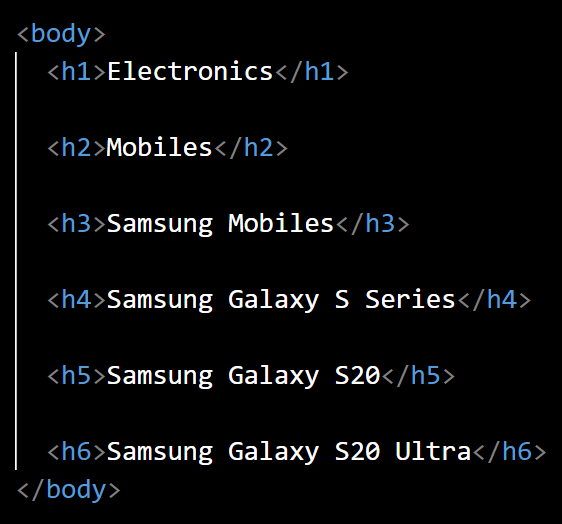 <body>
<h1>Electronics</h1>
<h2>Mobiles</h2>
<h3>Samsung Mobiles</h3>
<h4>Samsung Galaxy S Series</h4>
<h5>Samsung Galaxy S20</h5>
<h6>Samsung Galaxy S20 Ultra</h6>
</body>